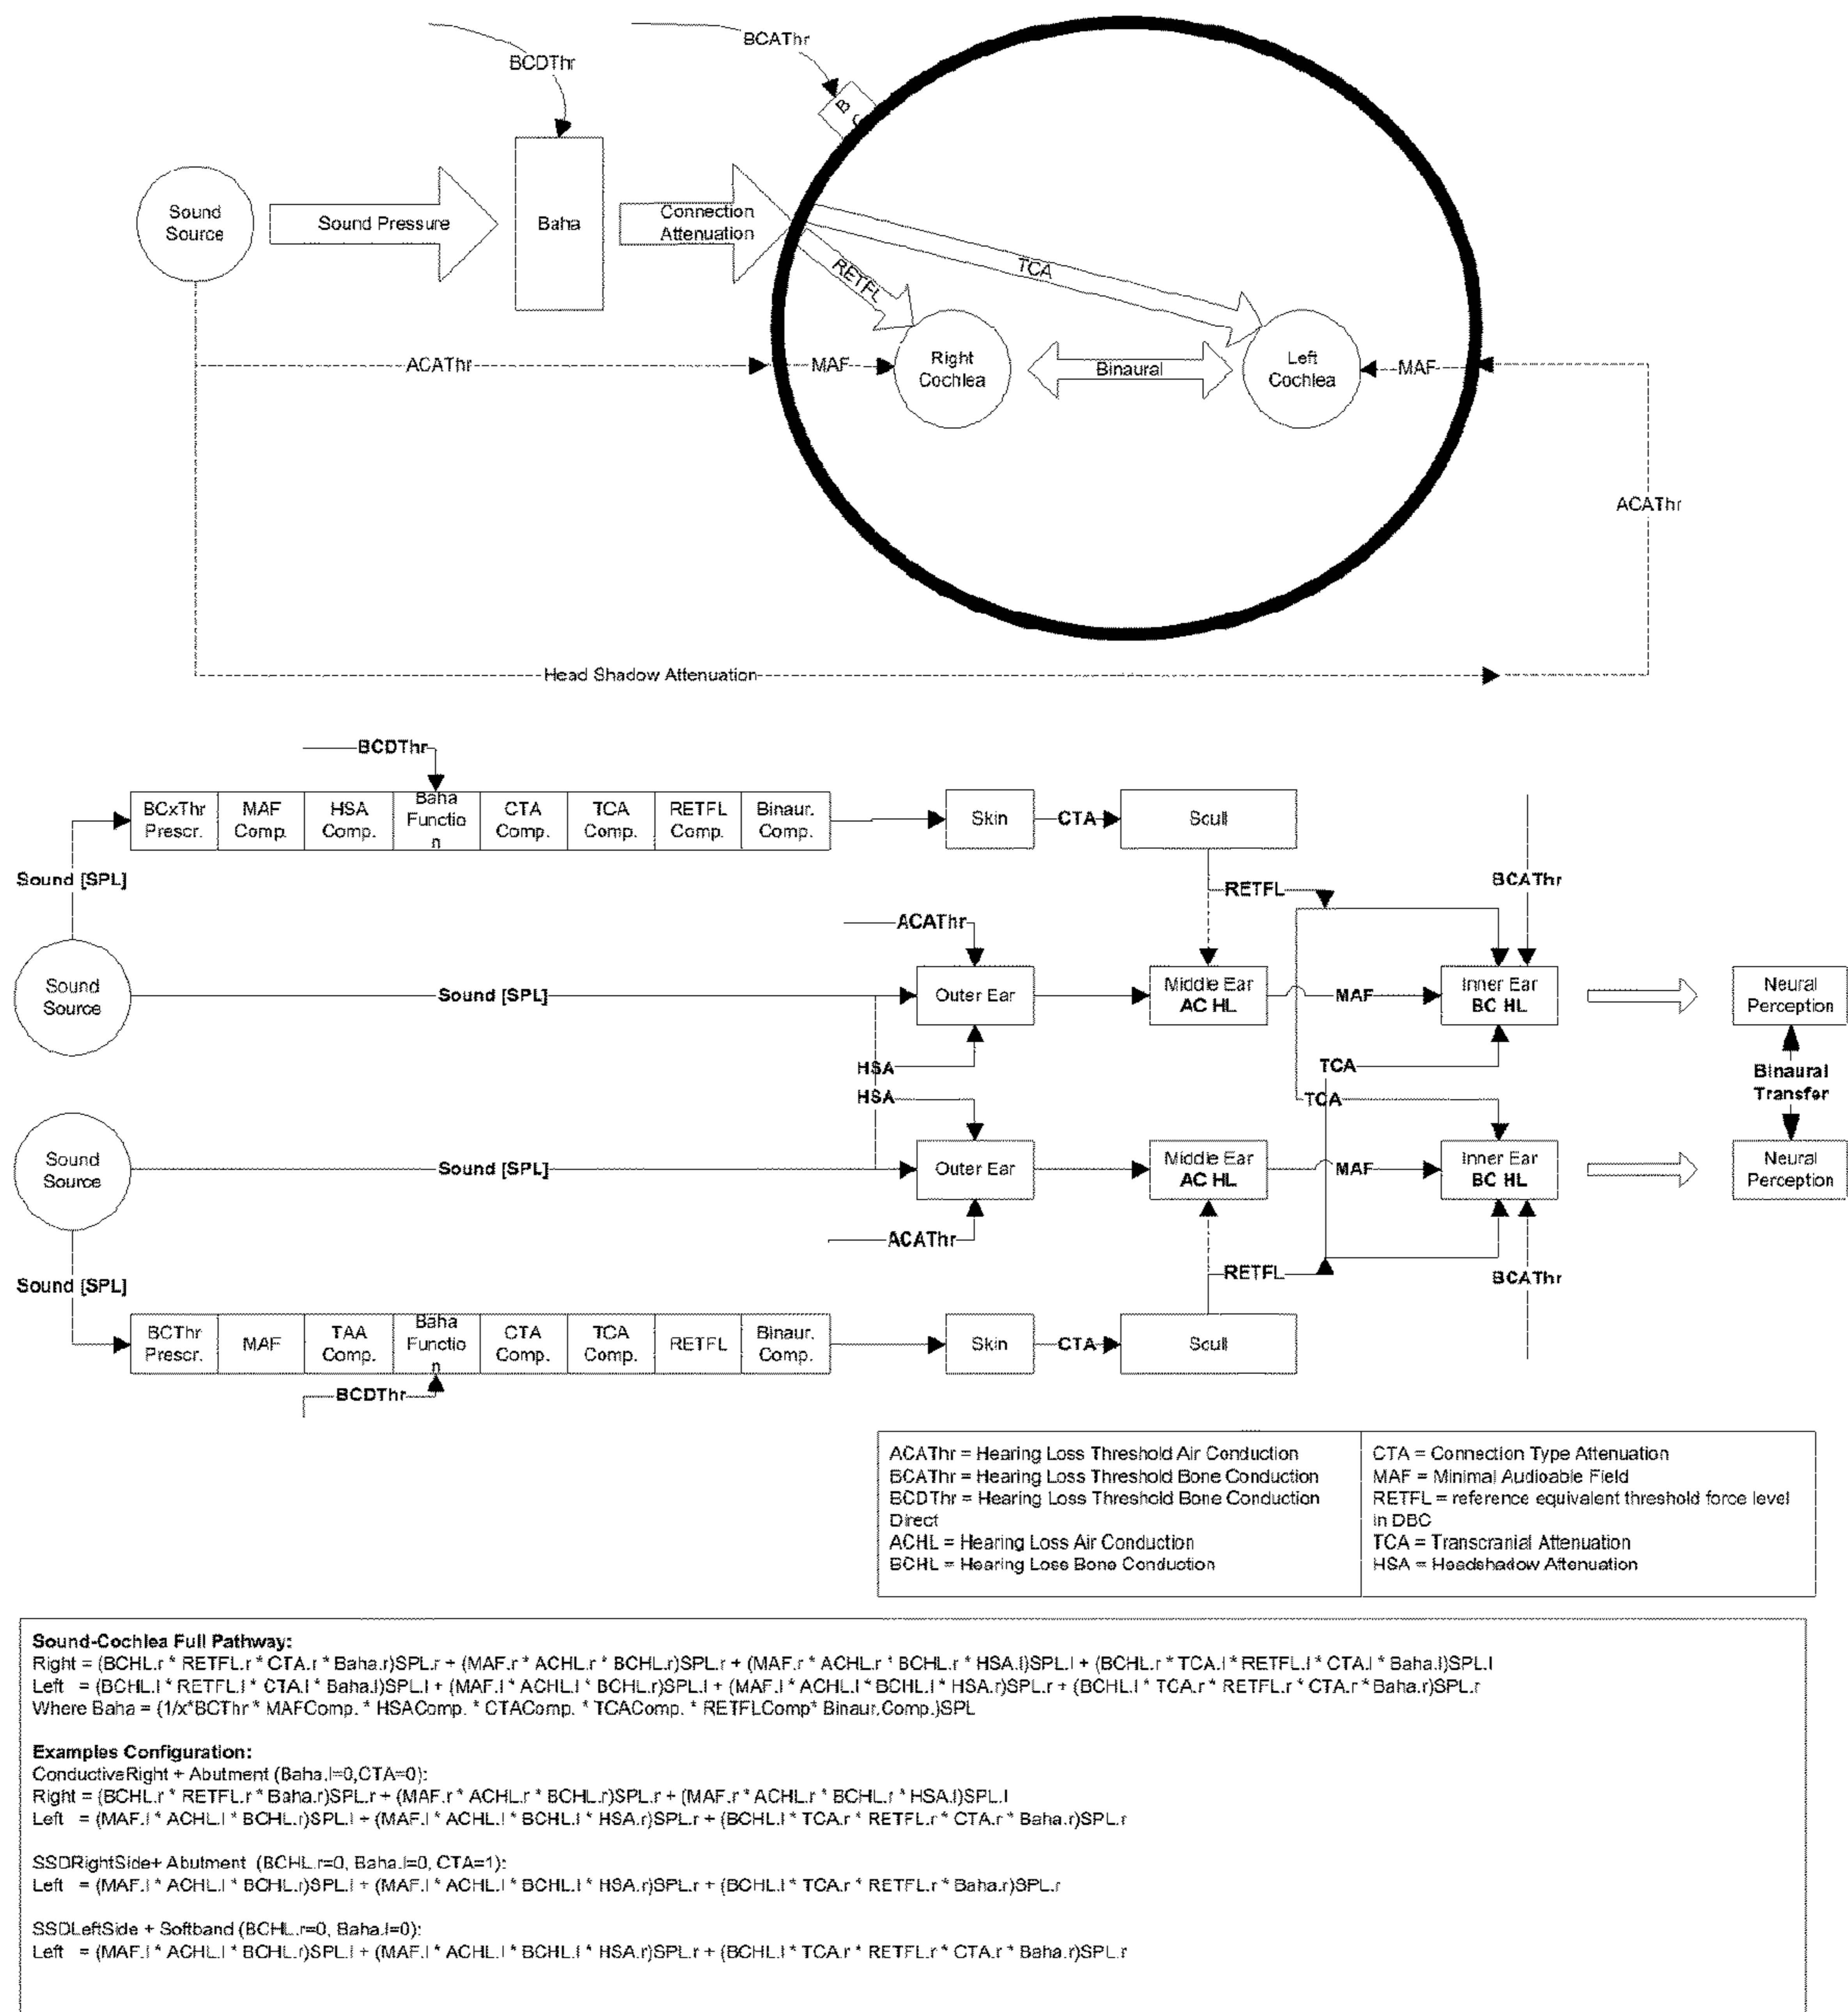 BCDThr
BCAThr
B
C
Sound
Source
Sound Pressure
Baha
Connection
Attenuation
RETFL
TCA
ACAThr
MAF
Right
Cochlea
Binaural
Left
Cochlea
MAF
ACAThr
Head Shadow Attenuation
BCDThr
BCxThr
Prescr.
MAF
Comp.
HSA
Comp.
Baha
Functio
n
CTA
Comp.
TCA
Comp.
RETFL
Comp.
Binaur.
Comp.
Skin
CTA
Scull
Sound [SPL]
RETFL
BCAThr
ACAThr
Sound
Source
Sound [SPL]
Outer Ear
Middle Ear
AC HL
MAF
Inner Ear
BC HL
Neural
Perception
HSA
TCA
Binaural
Transfer
HSA
TCA
Sound
Source
Sound [SPL]
Outer Ear
Middle Ear
AC HL
MAF
Inner Ear
BC HL
Neural
Perception
ACAThr
Sound [SPL]
RETFL
BCAThr
BCThr
Prescr.
MAF
TAA
Comp.
Baha
Functio
n
CTA
Comp.
TCA
Comp.
RETFL
Binaur.
Comp.
Skin
CTA
Scull
BCDThr
ACAThr = Hearing Loss Threshold Air Conduction
BCAThr = Hearing Loss Threshold Bone Conduction
BCDThr = Hearing Loss Threshold Bone Conduction
Direct
ACHL = Hearing Loss Air Conduction
BCHL = Hearing Loss Bone Conduction
CTA = Connection Type Attenuation
MAF = Minimal Audioable Field
RETFL = reference equivalent threshold force level
in DBC
TCA = Transcranial Attenuation
HSA = Headshadow Attenuation
Sound-Cochlea Full Pathway:
Right = (BCHL.r * RETFL.r * CTA.r * Baha.r)SPL.r + (MAF.r * ACHL.r * BCHL.r)SPL.r + (MAF.r * ACHL.r * BCHL.r * HSA.l)SPL.l + (BCHL.r * TCA.l * RETFL.l * CTA.l * Baha.l)SPL.l
Left = (BCHL.l * RETFL.l * CTA.l * Baha.l)SPL.l + (MAF.l * ACHL.l * BCHL.r)SPL.l + (MAF.l * ACHL.l * BCHL.l * HSA.r)SPL.r + (BCHL.l * TCA.r * RETFL.r * CTA.r * Baha.r)SPL.r
Where Baha = (1/x*BCThr * MAFComp. * HSAComp. * CTAComp. * TCAComp. * RETFLComp* Binaur.Comp.)SPL
Examples Configuration:
ConductiveRight + Abutment (Baha.l=0,CTA=0):
Right = (BCHL.r * RETFL.r * Baha.r)SPL.r + (MAF.r * ACHL.r * BCHL.r)SPL.r + (MAF.r * ACHL.r * BCHL.r * HSA.l)SPL.l
Left = (MAF.l * ACHL.l * BCHL.r)SPL.l + (MAF.l * ACHL.l * BCHL.l * HSA.r)SPL.r + (BCHL.l * TCA.r * RETFL.r * CTA.r * Baha.r)SPL.r
SSDRightSide+ Abutment (BCHL.r=0, Baha.l=0, CTA=1):
Left = (MAF.l * ACHL.l * BCHL.r)SPL.l + (MAF.l * ACHL.l * BCHL.l * HSA.r)SPL.r + (BCHL.l * TCA.r * RETFL.r * Baha.r)SPL.r
SSDLeftSide + Softband (BCHL.r=0, Baha.l=0):
Left = (MAF.l * ACHL.l * BCHL.r)SPL.l + (MAF.l * ACHL.l * BCHL.l * HSA.r)SPL.r + (BCHL.l * TCA.r * RETFL.r * CTA.r * Baha.r)SPL.r